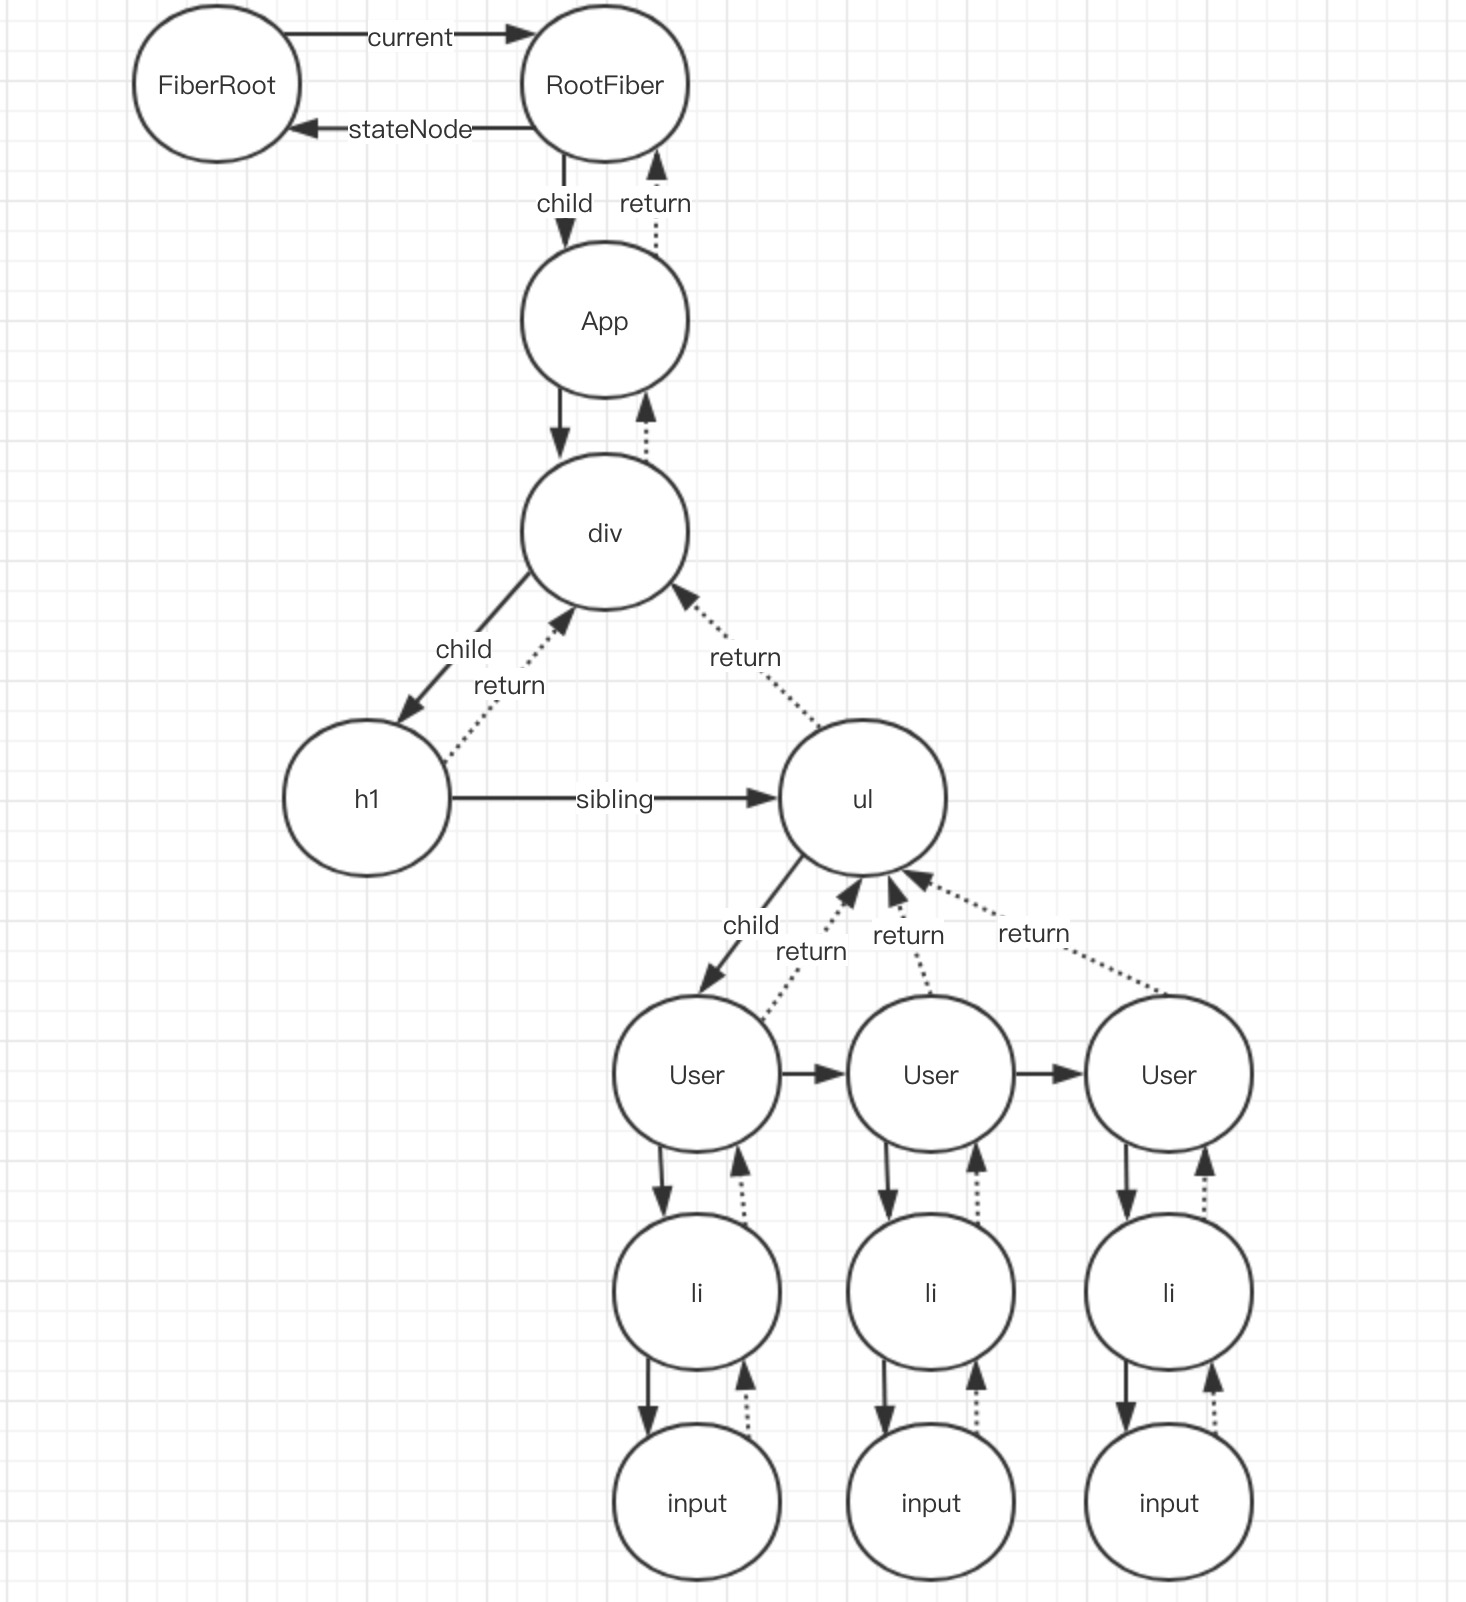 FiberRoot
current
RootFiber
stateNode
child
return
App
div
child
return
return
h1
sibling
ul
child
return
return
return
User
User
User
li
li
li
input
input
input